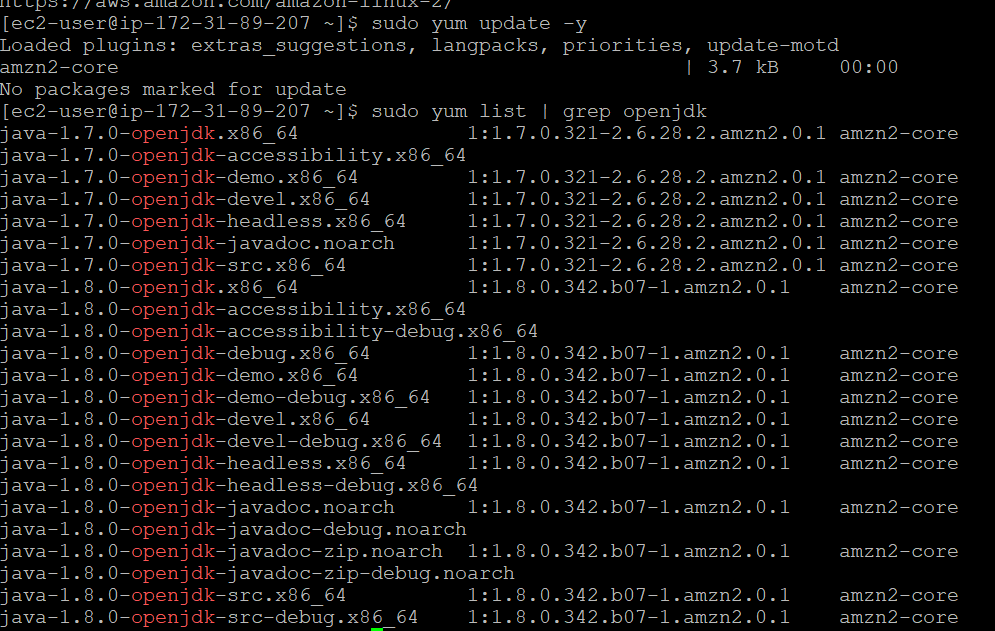 https://aws.amazon.com/amazon-linux-2/
[ec2-user@ip-172-31-89-207 ~]$ sudo yum update -y
Loaded plugins: extras_suggestions, langpacks, priorities, update-motd
amzn2-core | 3.7 kB 00:00
No packages marked for update
[ec2-user@ip-172-31-89-207 ~]$ sudo yum list | grep openjdk
java-1.7.0-openjdk.x86_64 1:1.7.0.321-2.6.28.2.amzn2.0.1 amzn2-core
java-1.7.0-openjdk-accessibility.x86_64
java-1.7.0-openjdk-demo.x86_64 1:1.7.0.321-2.6.28.2.amzn2.0.1 amzn2-core
java-1.7.0-openjdk-devel.x86_64 1:1.7.0.321-2.6.28.2.amzn2.0.1 amzn2-core
java-1.7.0-openjdk-headless.x86_64 1:1.7.0.321-2.6.28.2.amzn2.0.1 amzn2-core
java-1.7.0-openjdk-javadoc.noarch 1:1.7.0.321-2.6.28.2.amzn2.0.1 amzn2-core
java-1.7.0-openjdk-src.x86_64 1:1.7.0.321-2.6.28.2.amzn2.0.1 amzn2-core
java-1.8.0-openjdk.x86_64 1:1.8.0.342.b07-1.amzn2.0.1 amzn2-core
java-1.8.0-openjdk-accessibility.x86_64
java-1.8.0-openjdk-accessibility-debug.x86_64
java-1.8.0-openjdk-debug.x86_64 1:1.8.0.342.b07-1.amzn2.0.1 amzn2-core
java-1.8.0-openjdk-demo.x86_64 1:1.8.0.342.b07-1.amzn2.0.1 amzn2-core
java-1.8.0-openjdk-demo-debug.x86_64 1:1.8.0.342.b07-1.amzn2.0.1 amzn2-core
java-1.8.0-openjdk-devel.x86_64 1:1.8.0.342.b07-1.amzn2.0.1 amzn2-core
java-1.8.0-openjdk-devel-debug.x86_64 1:1.8.0.342.b07-1.amzn2.0.1 amzn2-core
java-1.8.0-openjdk-headless.x86_64 1:1.8.0.342.b07-1.amzn2.0.1 amzn2-core
java-1.8.0-openjdk-headless-debug.x86_64
java-1.8.0-openjdk-javadoc.noarch 1:1.8.0.342.b07-1.amzn2.0.1 amzn2-core
java-1.8.0-openjdk-javadoc-debug.noarch
java-1.8.0-openjdk-javadoc-zip.noarch 1:1.8.0.342.b07-1.amzn2.0.1 amzn2-core
java-1.8.0-openjdk-javadoc-zip-debug.noarch
java-1.8.0-openjdk-src.x86_64 1:1.8.0.342.b07-1.amzn2.0.1 amzn2-core
java-1.8.0-openjdk-src-debug.x86_64 1:1.8.0.342.b07-1.amzn2.0.1 amzn2-core